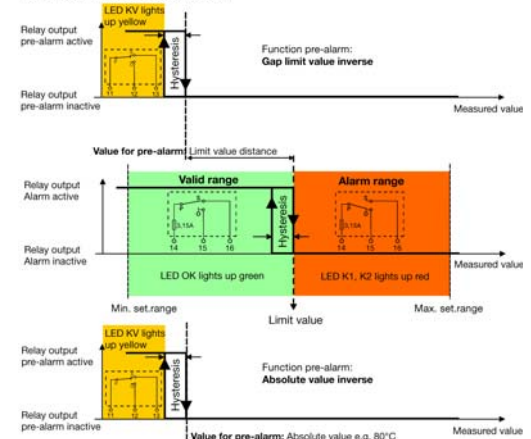 LED KV lights
up yellow
Relay output
pre-alarm active
Hysteresis
Function pre-alarm:
Gap limit value inverse
11 12 13
Relay output
pre-alarm inactive
Measured value
Value for pre-alarm: Limit value distance
Valid range
Alarm range
Relay output
Alarm active
3,15A
3,15A
Hysteresis
14 15 16
14 15 16
Relay output
Alarm inactive
Measured value
LED OK lights up green
LED K1, K2 lights up red
Min. set.range
Max. set.range
Limit value
LED KV lights
up yellow
Relay output
pre-alarm active
Hysteresis
Function pre-alarm:
Absolute value inverse
11 12 13
Relay output
pre-alarm inactive
Measured value
Value for pre-alarm: Absolute value e.g. 80°C